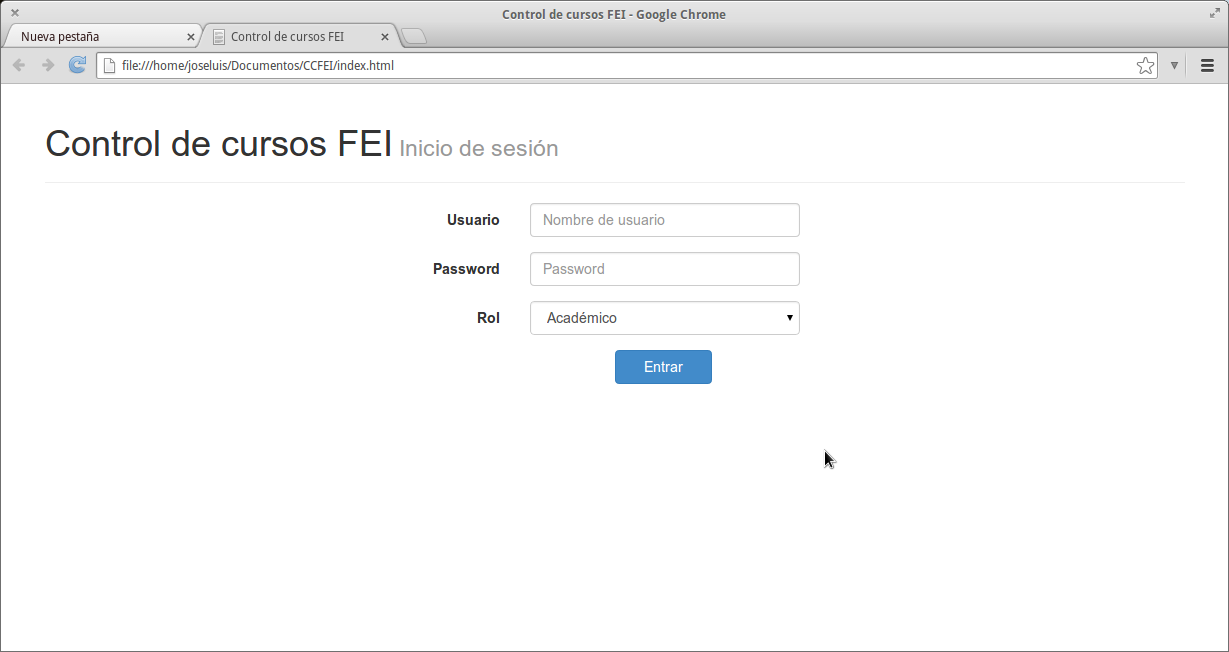 Control de cursos FEI - Google Chrome
Nueva pestaña
Control de cursos FEI
file:///home/joseluis/Documentos/CCFEI/index.html
Control de cursos FEI Inicio de sesión
Usuario Nombre de usuario
Password Password
Rol Académico
Entrar